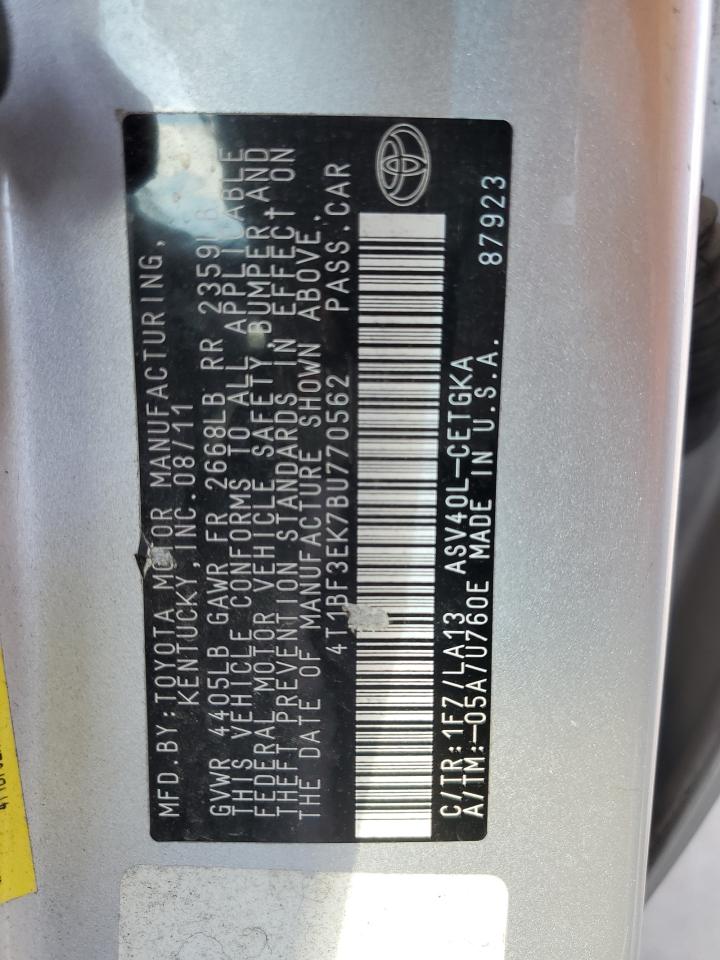 MFD.BY:TOYOTA MOTOR MANUFACTURING,
KENTUCKY,INC.08/11
GVWR 4405LB GAWR FR 2668LB RR 2359LB
THIS VEHICLE CONFORMS TO ALL APPLICABLE
FEDERAL MOTOR VEHICLE SAFETY,BUMPER,AND
THEFT PREVENTION STANDARDS IN EFFECT ON
THE DATE OF MANUFACTURE SHOWN ABOVE.
4T1BF3EK7BU770562 PASS.CAR
C/TR:1F7/LA13 ASV40L-CETGKA
A/TM:-05A/U760E MADE IN U.S.A. 87923